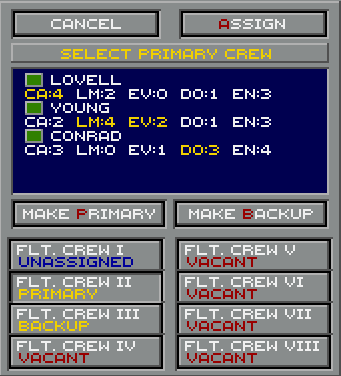 CANCEL ASSIGN
SELECT PRIMARY CREW
LOVELL
CA:4 LM:2 EV:0 DO:1 EN:3
YOUNG
CA:2 LM:4 EV:2 DO:1 EN:3
CONRAD
CA:3 LM:0 EV:1 DO:3 EN:4
MAKE PRIMARY MAKE BACKUP
FLT. CREW I
UNASSIGNED
FLT. CREW II
PRIMARY
FLT. CREW III
BACKUP
FLT. CREW IV
VACANT
FLT. CREW V
VACANT
FLT. CREW VI
VACANT
FLT. CREW VII
VACANT
FLT. CREW VIII
VACANT